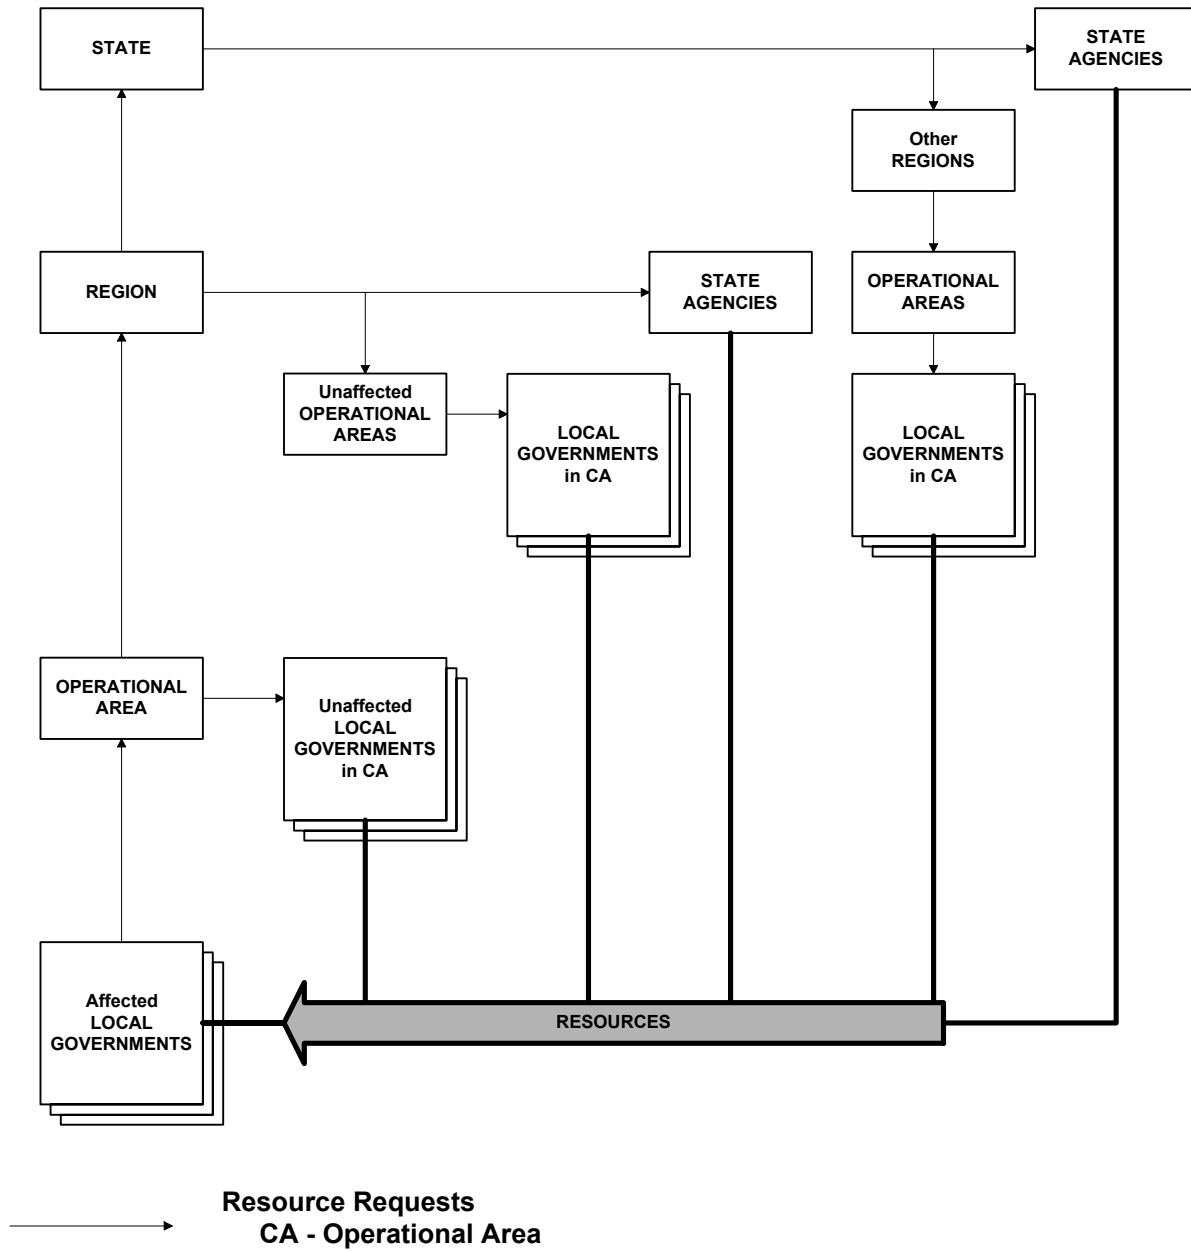 STATE
STATE
AGENCIES
Other
REGIONS
REGION
STATE
AGENCIES
OPERATIONAL
AREAS
Unaffected
OPERATIONAL
AREAS
LOCAL
GOVERNMENTS
in CA
LOCAL
GOVERNMENTS
in CA
OPERATIONAL
AREA
Unaffected
LOCAL
GOVERNMENTS
in CA
Affected
LOCAL
GOVERNMENTS
RESOURCES
Resource Requests
CA - Operational Area